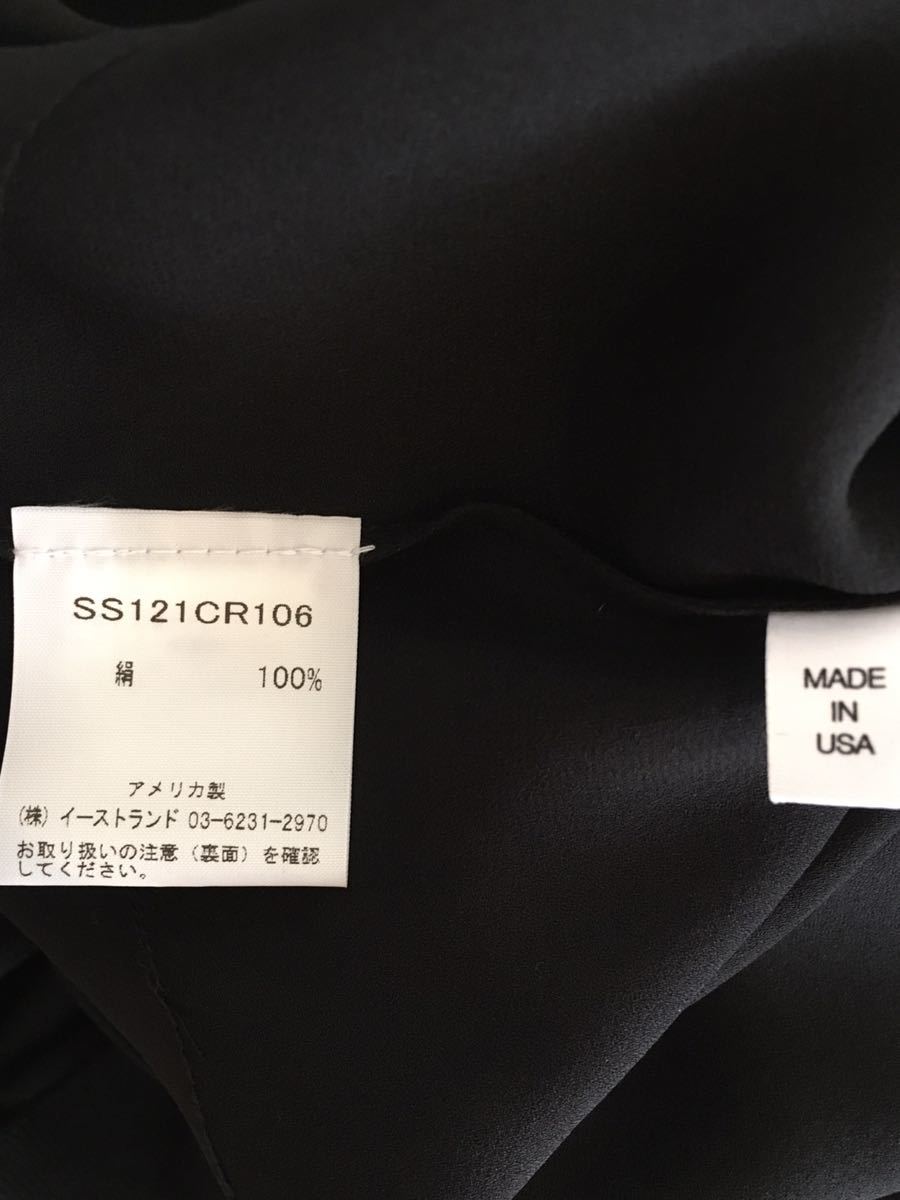 SS121CR106
絹 100%
アメリカ製
(株) イーストランド 03-6231-2970
お取り扱いの注意 (裏面) を確認
してください。
MADE
IN
USA